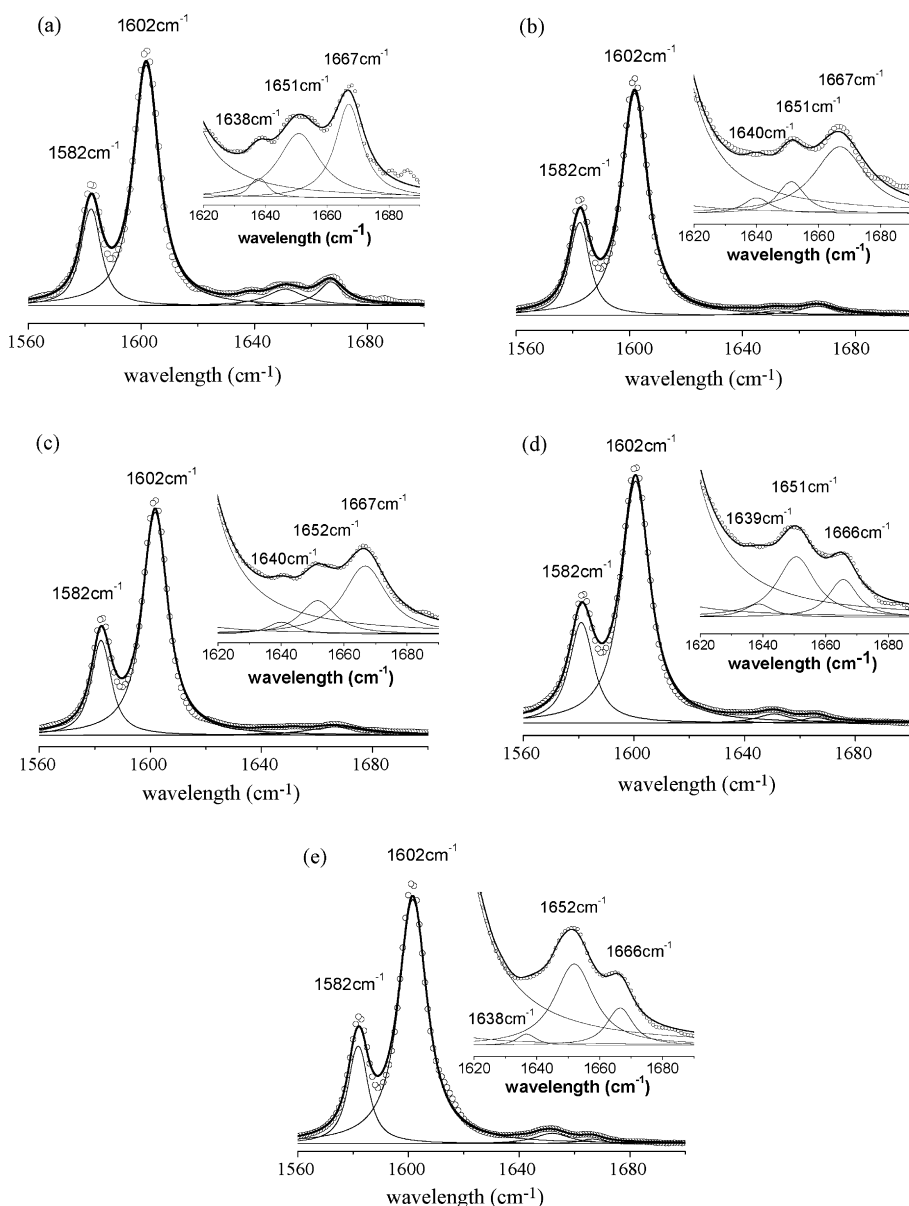 (a)
1602cm-1
1582cm-1
1638cm-1
1651cm-1
1667cm-1
1620 1640 1660 1680
wavelength (cm-1)
1560 1600 1640 1680
wavelength (cm-1)
(b)
1602cm-1
1582cm-1
1640cm-1
1651cm-1
1667cm-1
1620 1640 1660 1680
wavelength (cm-1)
1560 1600 1640 1680
wavelength (cm-1)
(c)
1602cm-1
1582cm-1
1640cm-1
1652cm-1
1667cm-1
1620 1640 1660 1680
wavelength (cm-1)
1560 1600 1640 1680
wavelength (cm-1)
(d)
1602cm-1
1582cm-1
1639cm-1
1651cm-1
1666cm-1
1620 1640 1660 1680
wavelength (cm-1)
1560 1600 1640 1680
wavelength (cm-1)
(e)
1602cm-1
1582cm-1
1638cm-1
1652cm-1
1666cm-1
1620 1640 1660 1680
wavelength (cm-1)
1560 1600 1640 1680
wavelength (cm-1)